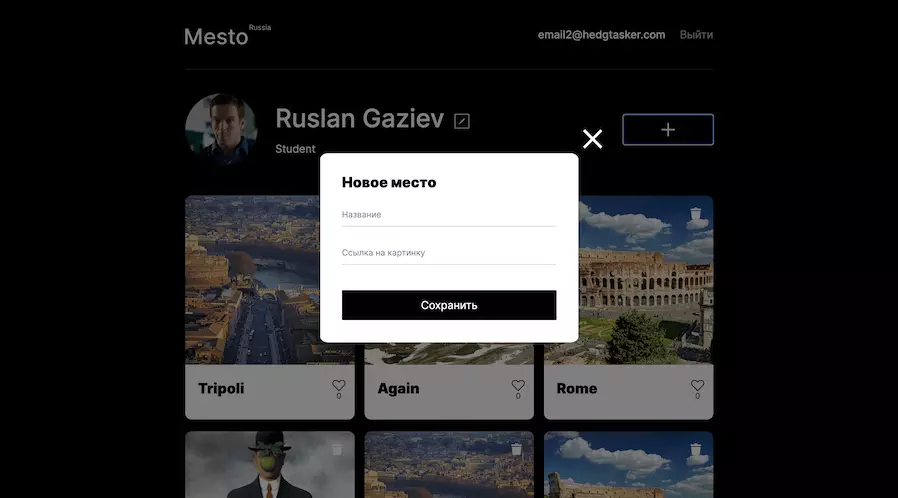 Mesto Russia
email2@hedgtasker.com Выйти
Ruslan Gaziev
Student
Новое место
Название
Ссылка на картинку
Сохранить
Tripoli
0
Again
0
Rome
0